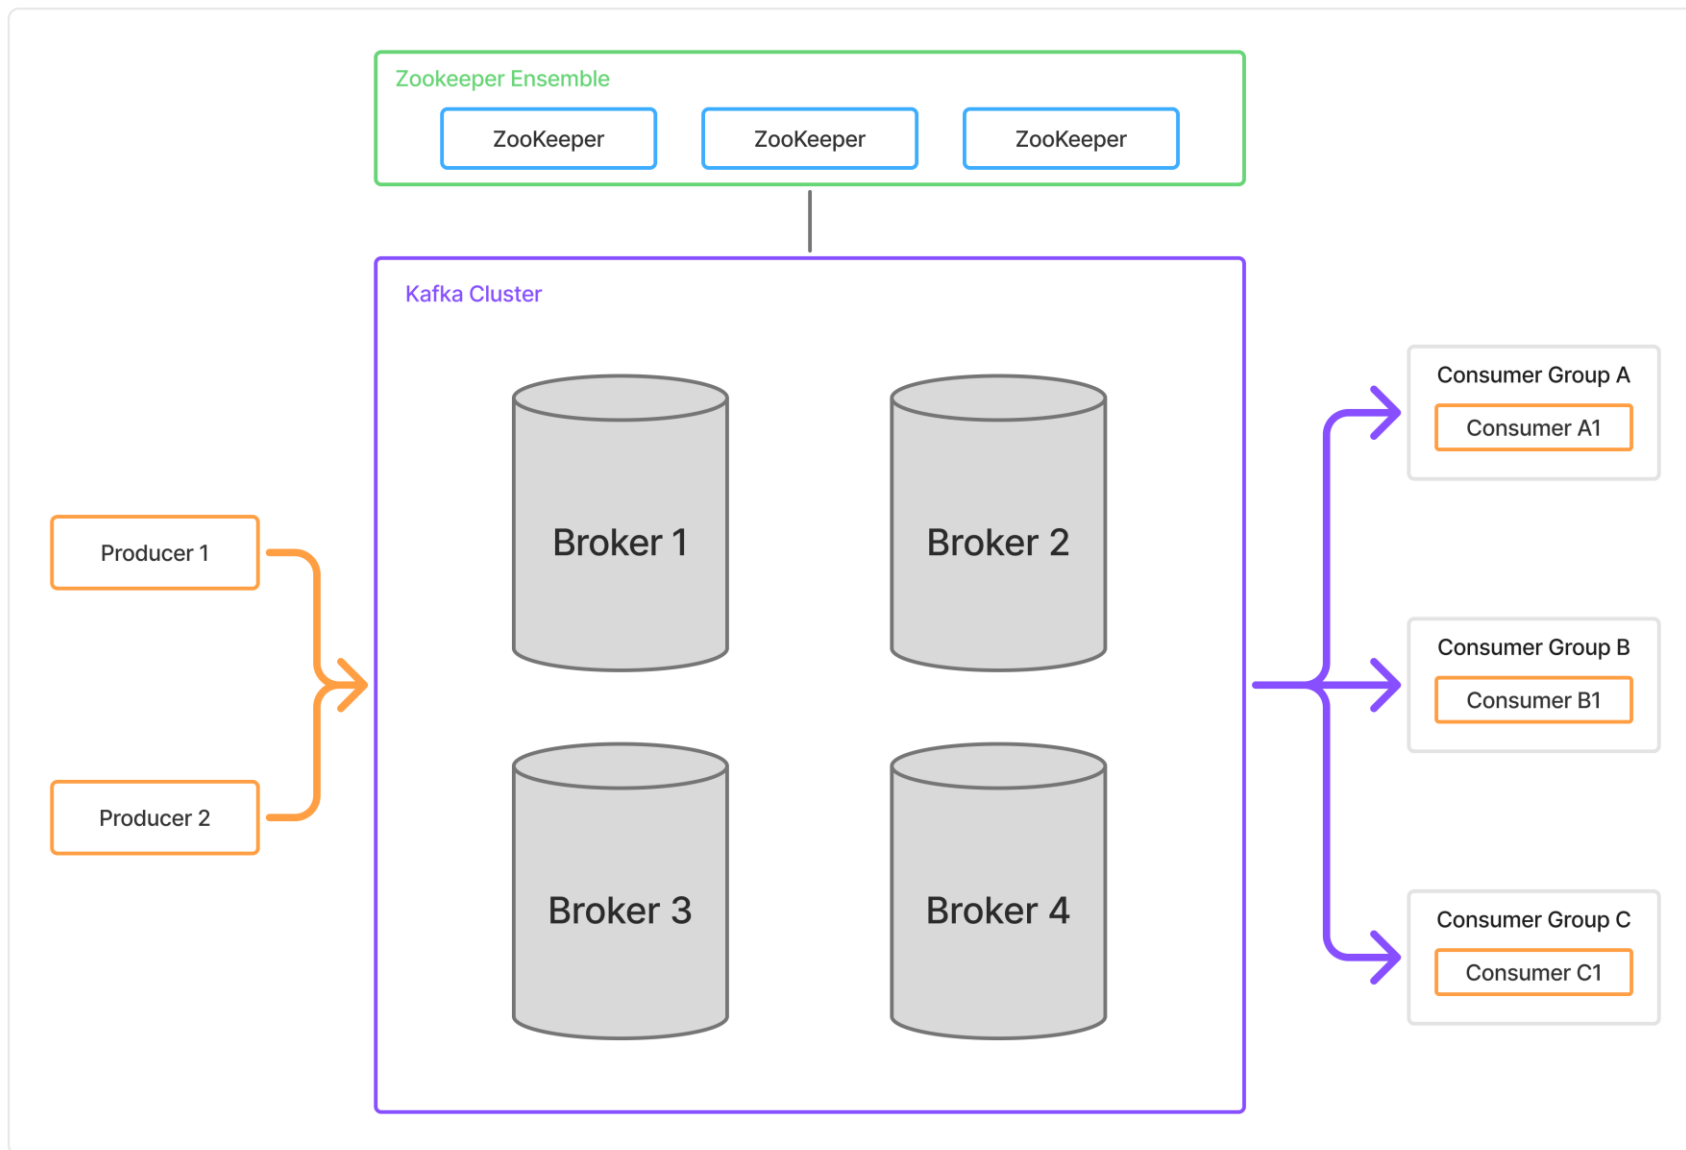 Zookeeper Ensemble
ZooKeeper
ZooKeeper
ZooKeeper
Kafka Cluster
Broker 1
Broker 2
Broker 3
Broker 4
Producer 1
Producer 2
Consumer Group A
Consumer A1
Consumer Group B
Consumer B1
Consumer Group C
Consumer C1